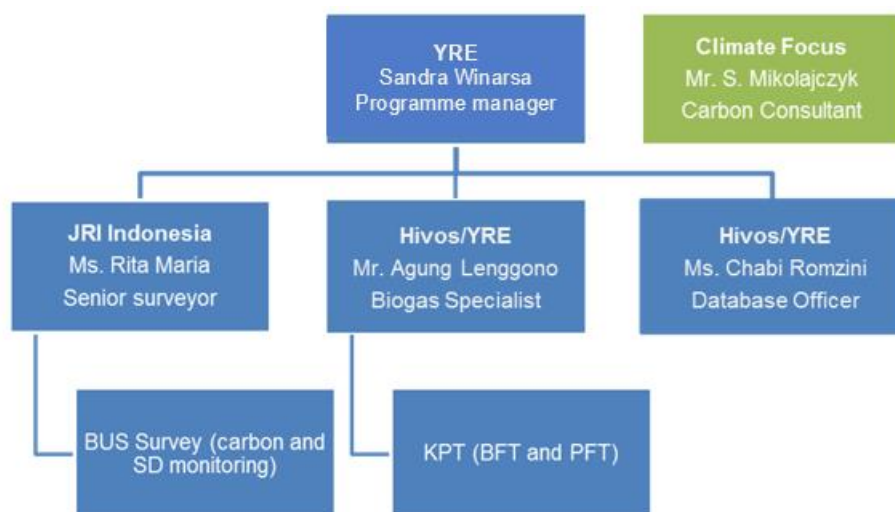 YRE
Sandra Winarsa
Programme manager
Climate Focus
Mr. S. Mikolajczyk
Carbon Consultant
JRI Indonesia
Ms. Rita Maria
Senior surveyor
Hivos/YRE
Mr. Agung Lenggono
Biogas Specialist
Hivos/YRE
Ms. Chabi Romzini
Database Officer
BUS Survey (carbon and
SD monitoring)
KPT (BFT and PFT)